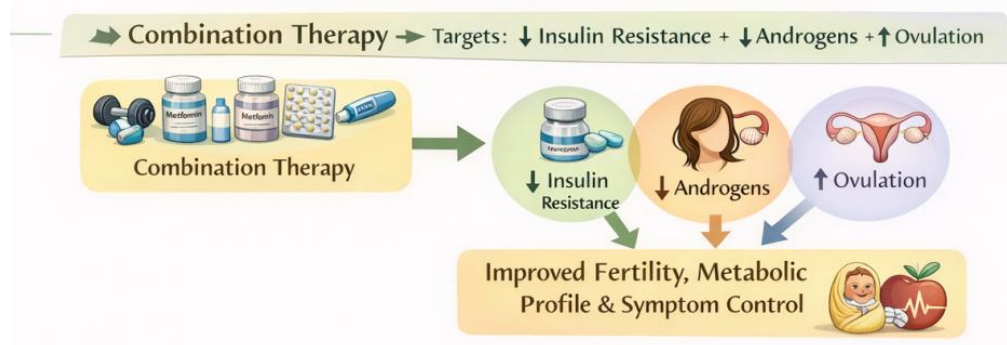 Combination Therapy → Targets: ↓ Insulin Resistance + ↓ Androgens + ↑ Ovulation
Metformin
Metformin
Combination Therapy
↓ Insulin
Resistance
↓ Androgens
↑ Ovulation
Improved Fertility, Metabolic
Profile & Symptom Control